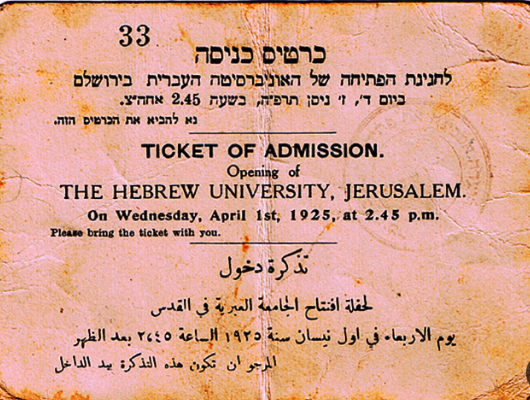 33
כרטיס כניסה
לחגיגת הפתיחה של האוניברסיטה העברית בירושלם
ביום ד', ז' ניסן תרפ"ה, בשעה 2.45 אחה"צ.
נא להביא את הכרטיס הזה.
TICKET OF ADMISSION.
Opening of
THE HEBREW UNIVERSITY, JERUSALEM.
On Wednesday, April 1st, 1925, at 2.45 p.m.
Please bring the ticket with you.
تذكرة دخول
لحفلة افتتاح الجامعة العبرية في القدس
يوم الاربعاء في اول نيسان سنة ١٩٢٥ الساعة ٢٬٤٥ بعد الظهر
المرجو ان تكون هذه التذكرة بيد الداخل